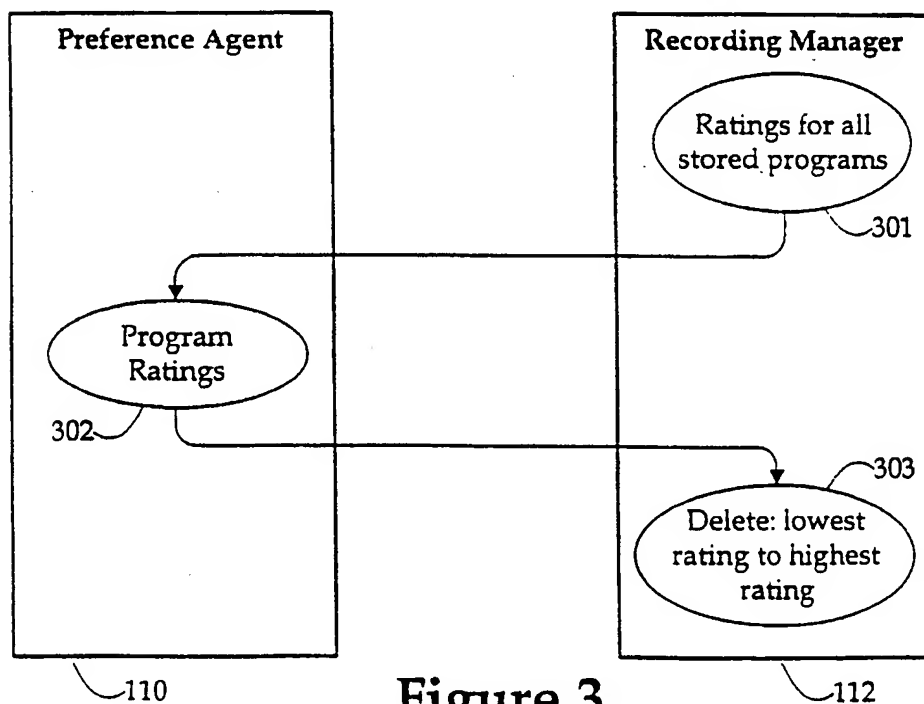 Preference Agent
Recording Manager
Ratings for all
stored programs
301
Program
Ratings
302
303
Delete: lowest
rating to highest
rating
110
112
Figure 3